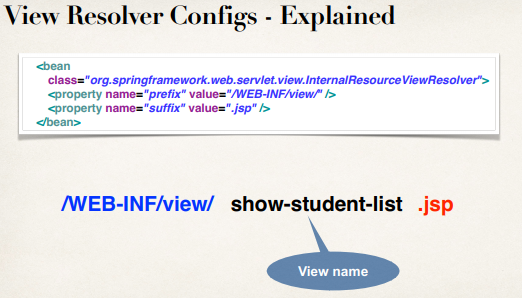 View Resolver Configs - Explained
<bean
class="org.springframework.web.servlet.view.InternalResourceViewResolver">
<property name="prefix" value="/WEB-INF/view/" />
<property name="suffix" value=".jsp" />
</bean>
/WEB-INF/view/ show-student-list .jsp
View name